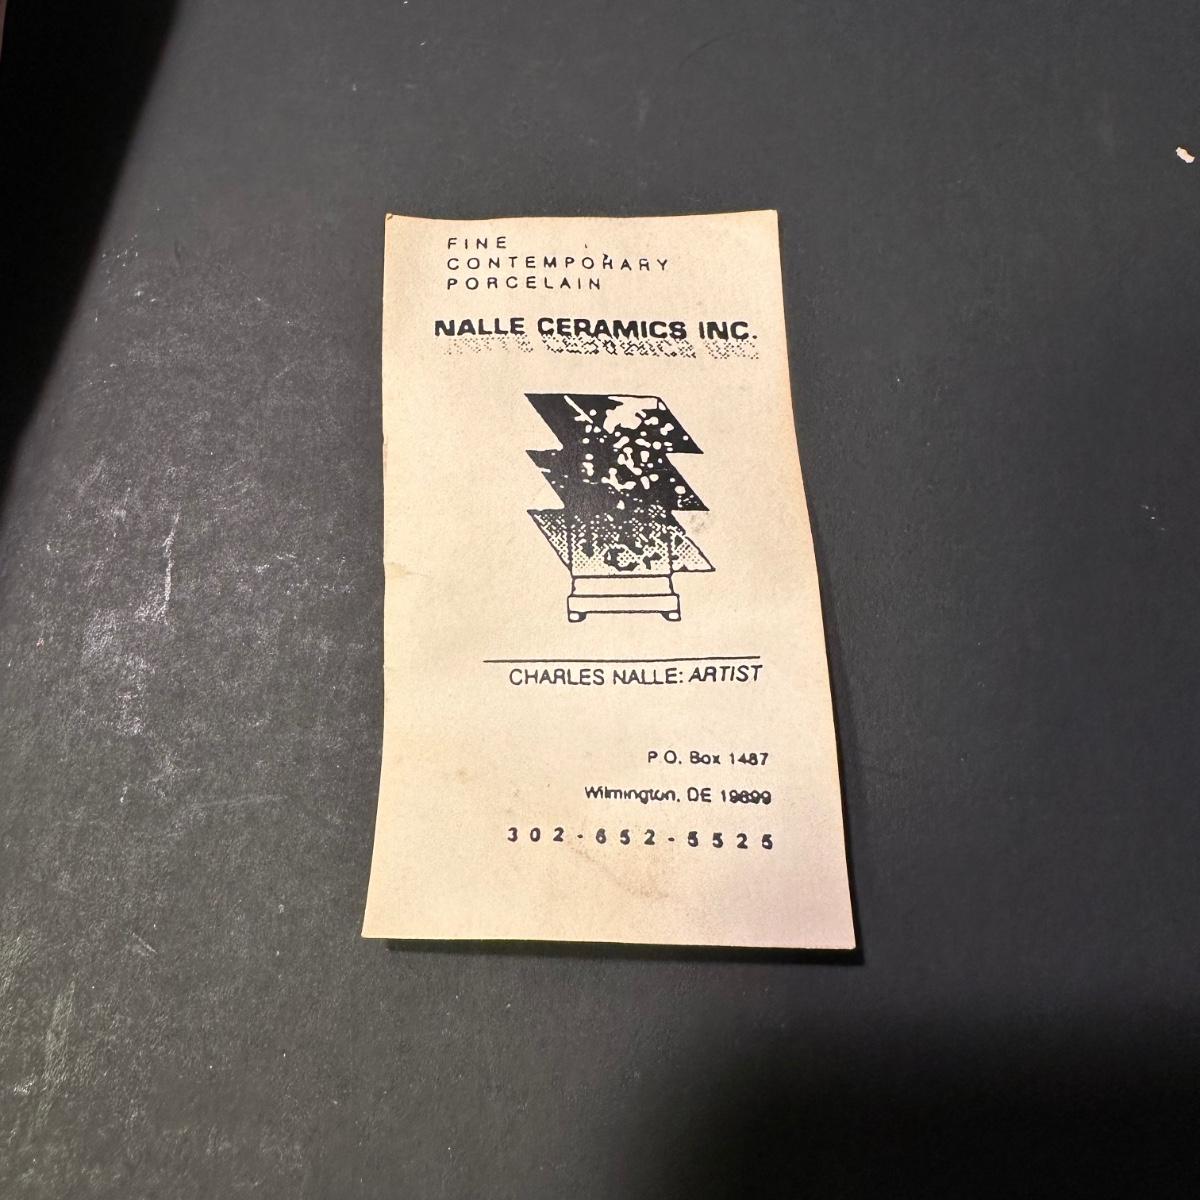 FINE
CONTEMPORARY
PORCELAIN
NALLE CERAMICS INC.
CHARLES NALLE: ARTIST
P.O. Box 1487
Wilmington, DE 19899
302-652-5525